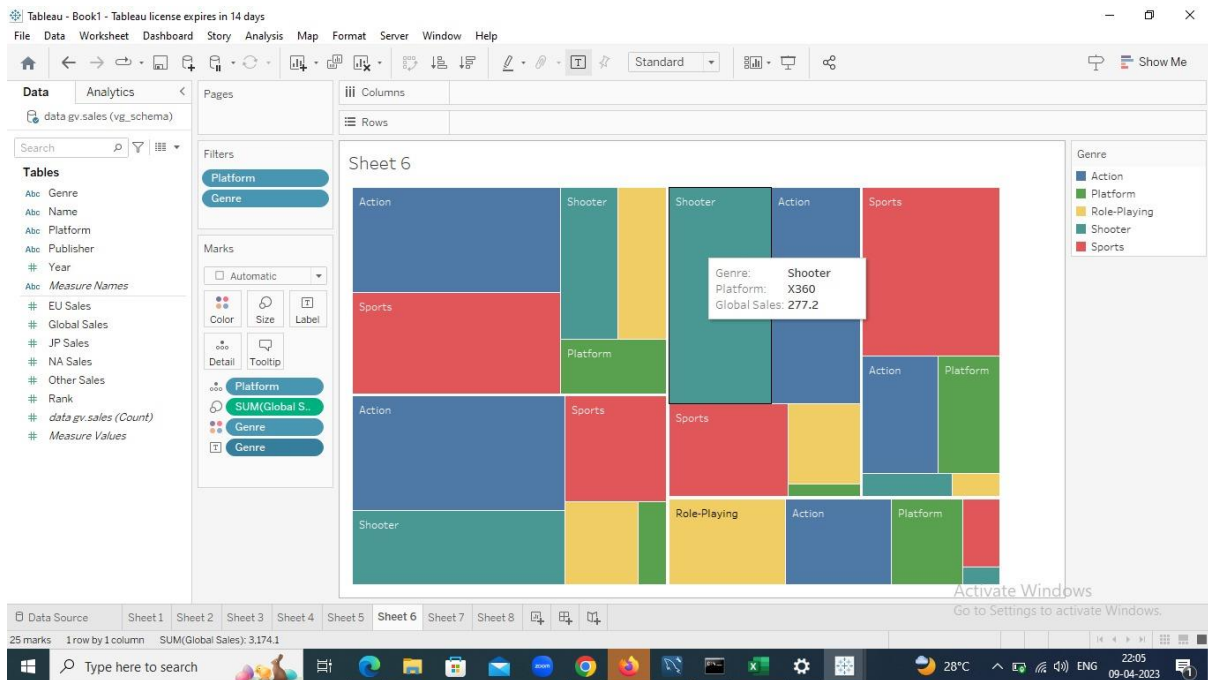 Tableau - Book1 - Tableau license expires in 14 days
File Data Worksheet Dashboard Story Analysis Map Format Server Window Help
Standard
Show Me
Data Analytics
data gv.sales (vg_schema)
Search
Tables
Abc Genre
Abc Name
Abc Platform
Abc Publisher
# Year
Abc Measure Names
# EU Sales
# Global Sales
# JP Sales
# NA Sales
# Other Sales
# Rank
# data gv.sales (Count)
# Measure Values
Pages
Filters
Platform
Genre
Marks
Automatic
Color Size Label
Detail Tooltip
Platform
SUM(Global S..
Genre
Genre
Columns
Rows
Sheet 6
Action
Shooter
Shooter
Action
Sports
Sports
Platform
Genre: Shooter
Platform: X360
Global Sales: 277.2
Action
Platform
Action
Sports
Sports
Shooter
Role-Playing
Action
Platform
Genre
Action
Platform
Role-Playing
Shooter
Sports
Activate Windows
Go to Settings to activate Windows.
Data Source Sheet 1 Sheet 2 Sheet 3 Sheet 4 Sheet 5 Sheet 6 Sheet 7 Sheet 8
25 marks 1 row by 1 column SUM(Global Sales): 3,174.1
Type here to search
zoom
28°C
ENG
22:05
09-04-2023
1